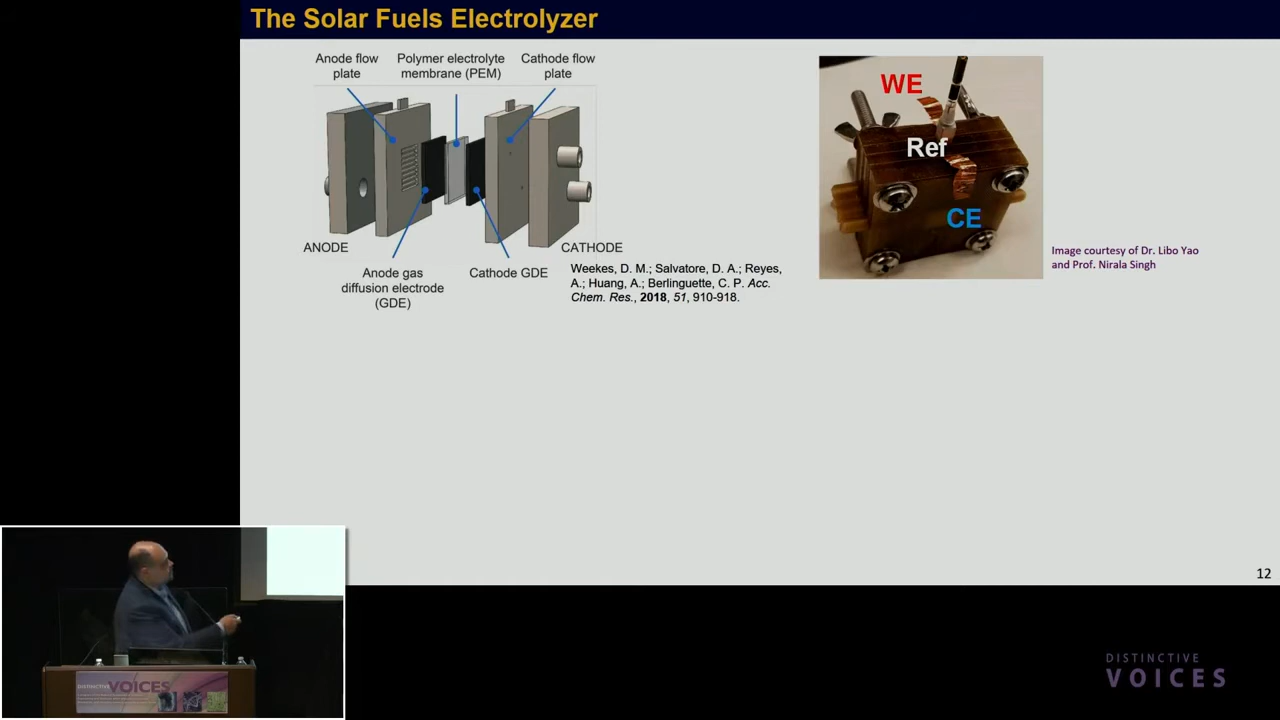 The Solar Fuels Electrolyzer
Anode flow
plate
Polymer electrolyte
membrane (PEM)
Cathode flow
plate
ANODE
CATHODE
Anode gas
diffusion electrode
(GDE)
Cathode GDE
Weekes, D. M.; Salvatore, D. A.; Reyes,
A.; Huang, A.; Berlinguette, C. P. Acc.
Chem. Res., 2018, 51, 910-918.
WE
Ref
CE
Image courtesy of Dr. Libo Yao
and Prof. Nirala Singh
12
DISTINCTIVE
VOICES
DISTINCTIVE
VOICES